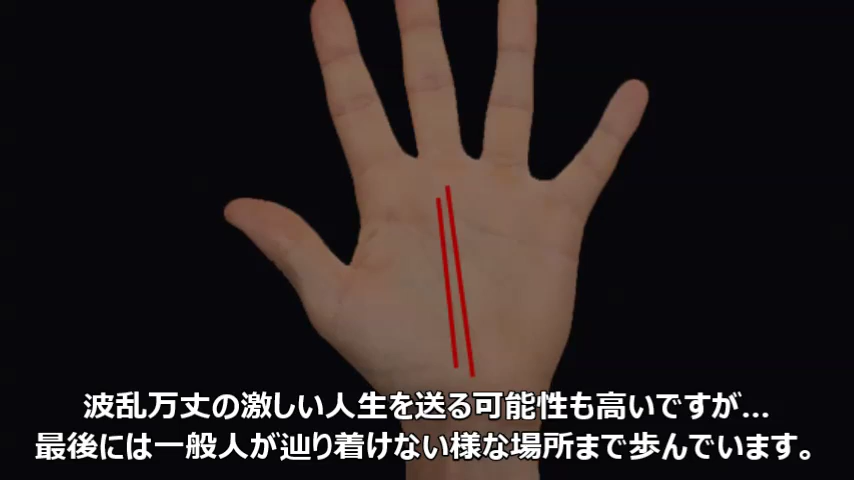 波乱万丈の激しい人生を送る可能性も高いですが...
最後には一般人が辿り着けない様な場所まで歩んでいます。